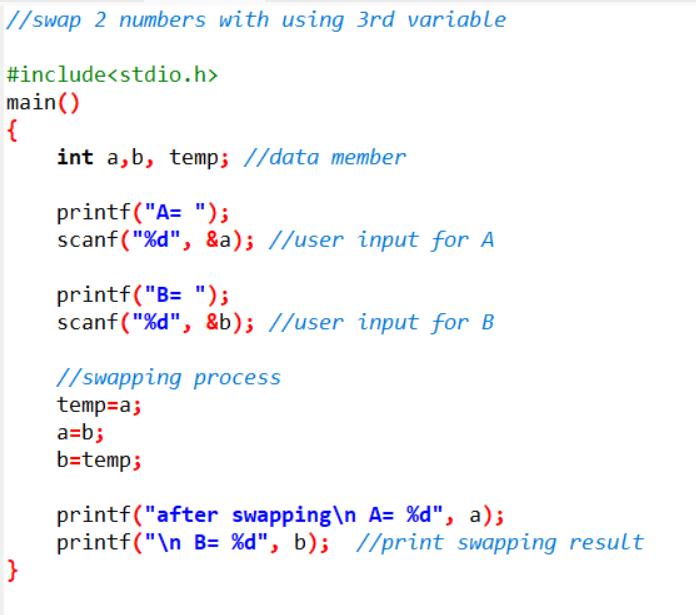 //swap 2 numbers with using 3rd variable
#include<stdio.h>
main()
{
int a,b, temp; //data member
printf("A= ");
scanf("%d", &a); //user input for A
printf("B= ");
scanf("%d", &b); //user input for B
//swapping process
temp=a;
a=b;
b=temp;
printf("after swapping\n A= %d", a);
printf("\n B= %d", b);  //print swapping result
}